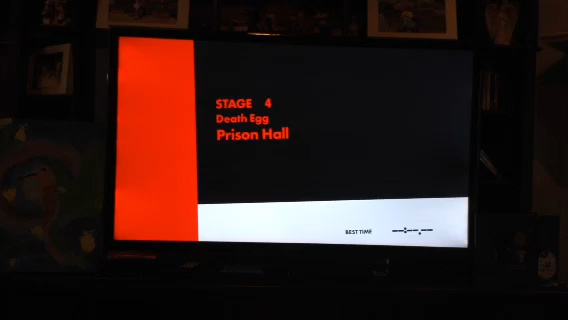 STAGE 4
Death Egg
Prison Hall
BEST TIME --:--.--